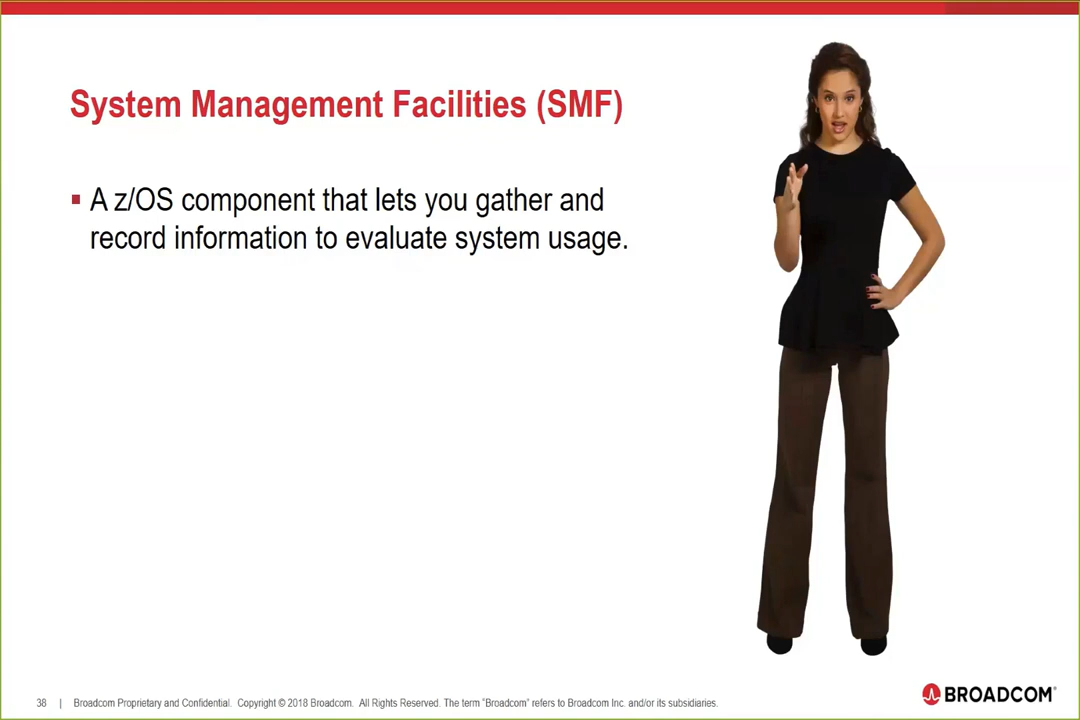 System Management Facilities (SMF)
▪ A z/OS component that lets you gather and
record information to evaluate system usage.
38 | Broadcom Proprietary and Confidential. Copyright © 2018 Broadcom. All Rights Reserved. The term "Broadcom" refers to Broadcom Inc. and/or its subsidiaries.
BROADCOM®